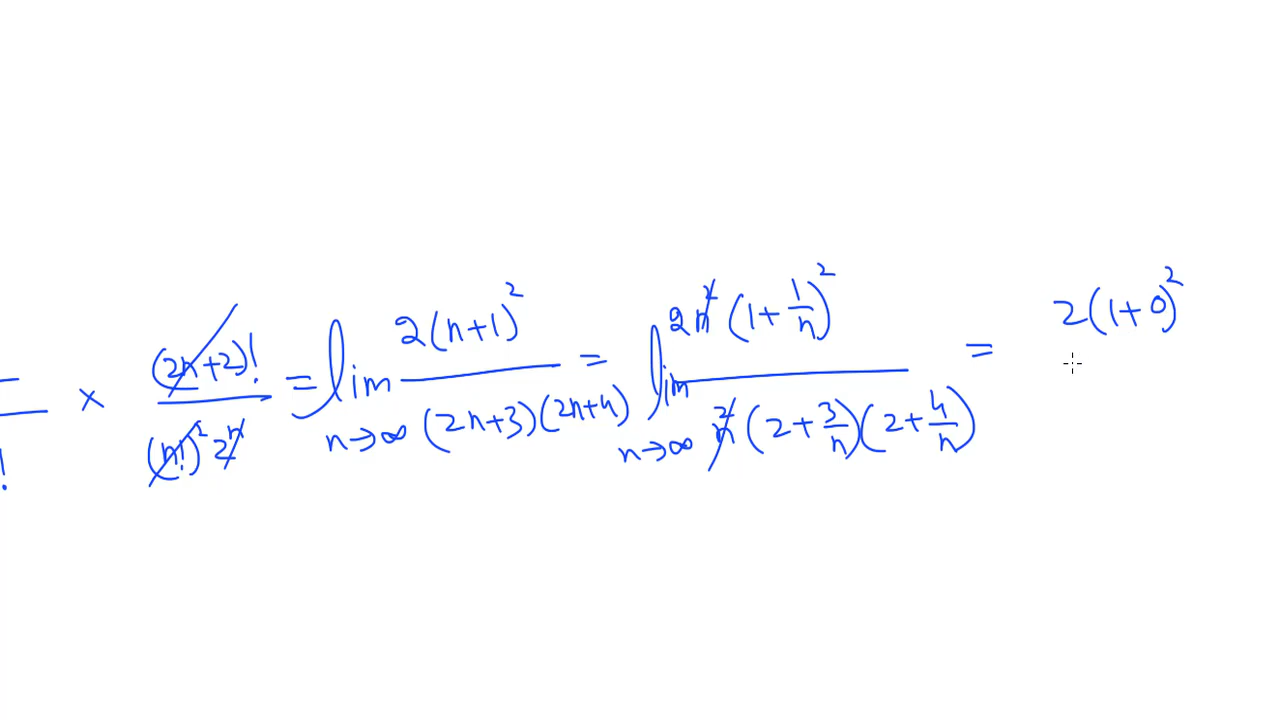 × (2n+2)! / (n!)² 2ⁿ = lim n→∞ 2(n+1)² / (2n+3)(2n+4) = lim n→∞ 2n²(1+1/n)² / n²(2+3/n)(2+4/n) = 2(1+0)²
!